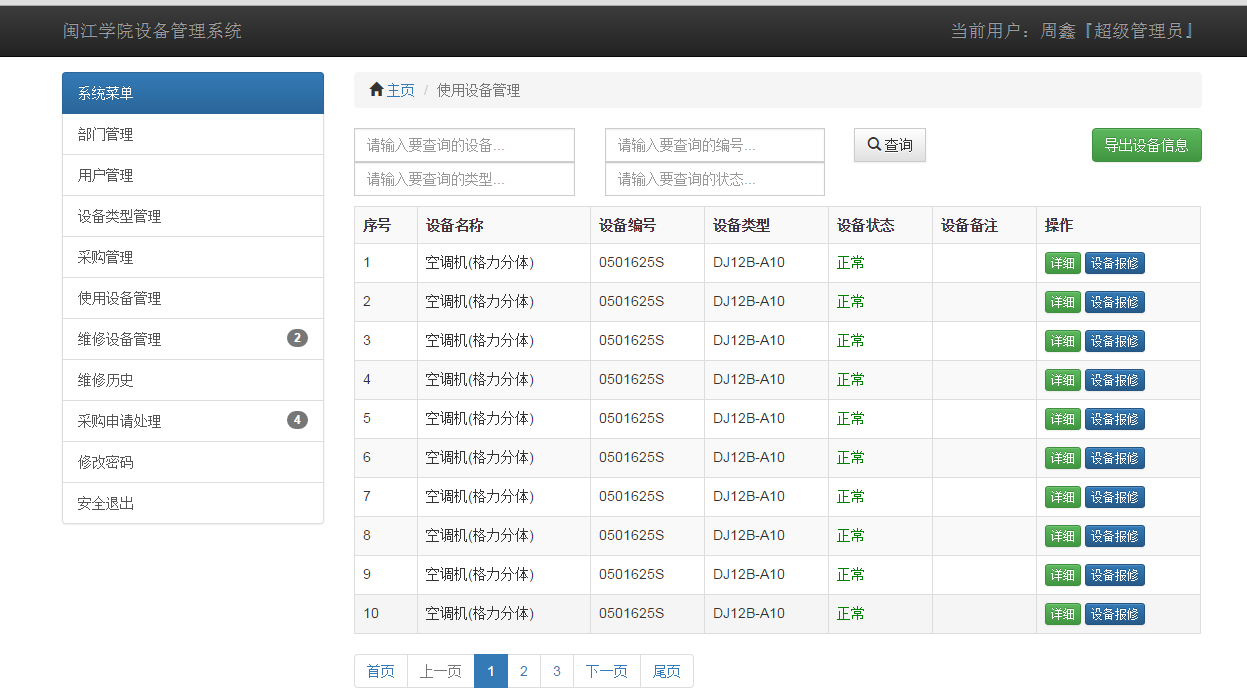 闽江学院设备管理系统 当前用户：周鑫『超级管理员』
系统菜单
部门管理
用户管理
设备类型管理
采购管理
使用设备管理
维修设备管理 2
维修历史
采购申请处理 4
修改密码
安全退出
主页 / 使用设备管理
请输入要查询的设备... 请输入要查询的编号... 查询 导出设备信息
请输入要查询的类型... 请输入要查询的状态...
序号 设备名称 设备编号 设备类型 设备状态 设备备注 操作
1 空调机(格力分体) 0501625S DJ12B-A10 正常 详细 设备报修
2 空调机(格力分体) 0501625S DJ12B-A10 正常 详细 设备报修
3 空调机(格力分体) 0501625S DJ12B-A10 正常 详细 设备报修
4 空调机(格力分体) 0501625S DJ12B-A10 正常 详细 设备报修
5 空调机(格力分体) 0501625S DJ12B-A10 正常 详细 设备报修
6 空调机(格力分体) 0501625S DJ12B-A10 正常 详细 设备报修
7 空调机(格力分体) 0501625S DJ12B-A10 正常 详细 设备报修
8 空调机(格力分体) 0501625S DJ12B-A10 正常 详细 设备报修
9 空调机(格力分体) 0501625S DJ12B-A10 正常 详细 设备报修
10 空调机(格力分体) 0501625S DJ12B-A10 正常 详细 设备报修
首页 上一页 1 2 3 下一页 尾页